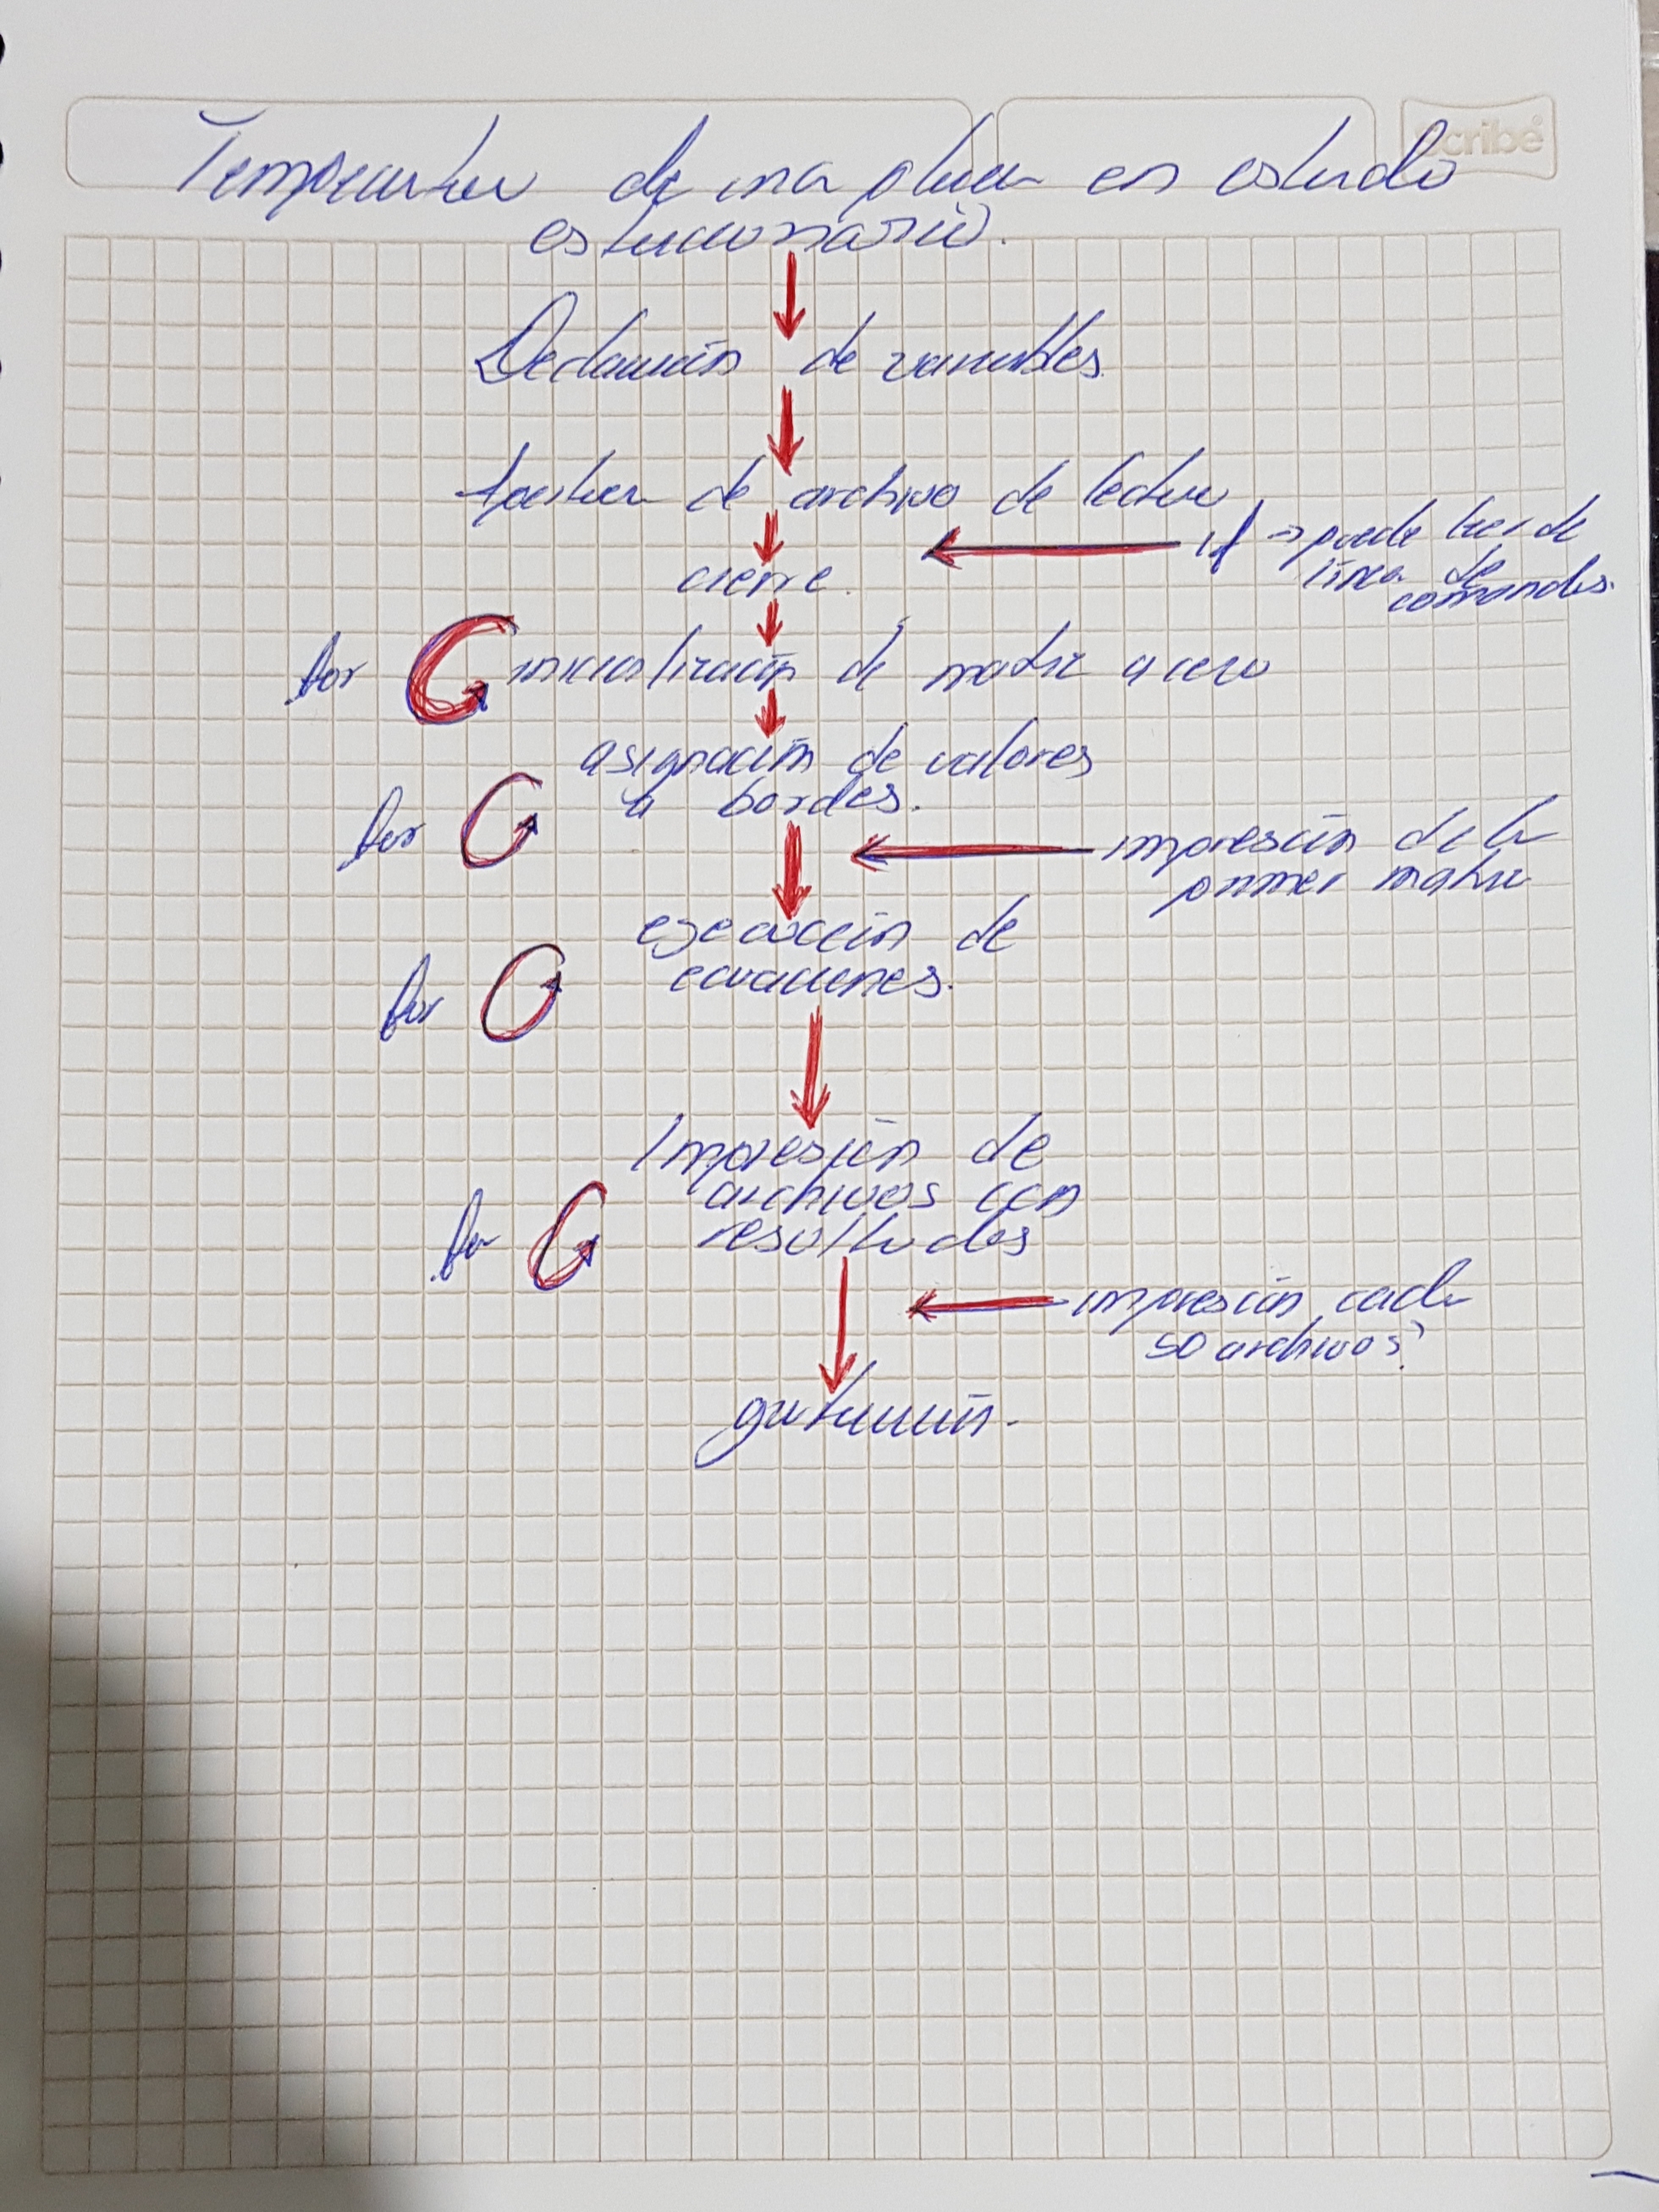 Temperatura de una placa en estado
estacionario.
Declaración de variables.
Apertura de archivo de lectura
if → puede leer de
línea de
comandos.
cierre.
for inicialización de matriz a cero
asignación de valores
a bordes.
for
impresión de la
primer matriz
ejecución de
ecuaciones.
for
Impresión de
archivos con
resultados
for
impresión cada
50 archivos?
graficación.
Scribe